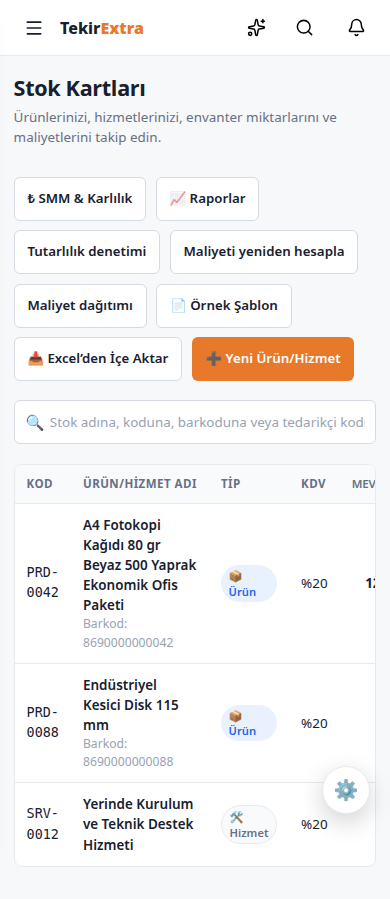 TekirExtra
Stok Kartları
Ürünlerinizi, hizmetlerinizi, envanter miktarlarını ve
maliyetlerini takip edin.
₺ SMM & Karlılık
📈 Raporlar
Tutarlılık denetimi
Maliyeti yeniden hesapla
Maliyet dağıtımı
📄 Örnek Şablon
📥 Excel'den İçe Aktar
➕ Yeni Ürün/Hizmet
🔍 Stok adına, koduna, barkoduna veya tedarikçi kod
KOD ÜRÜN/HİZMET ADI TİP KDV MEV
PRD-
0042
A4 Fotokopi
Kağıdı 80 gr
Beyaz 500 Yaprak
Ekonomik Ofis
Paketi
Barkod:
8690000000042
📦
Ürün
%20
PRD-
0088
Endüstriyel
Kesici Disk 115
mm
Barkod:
8690000000088
📦
Ürün
%20
SRV-
0012
Yerinde Kurulum
ve Teknik Destek
Hizmeti
🛠️
Hizmet
%20